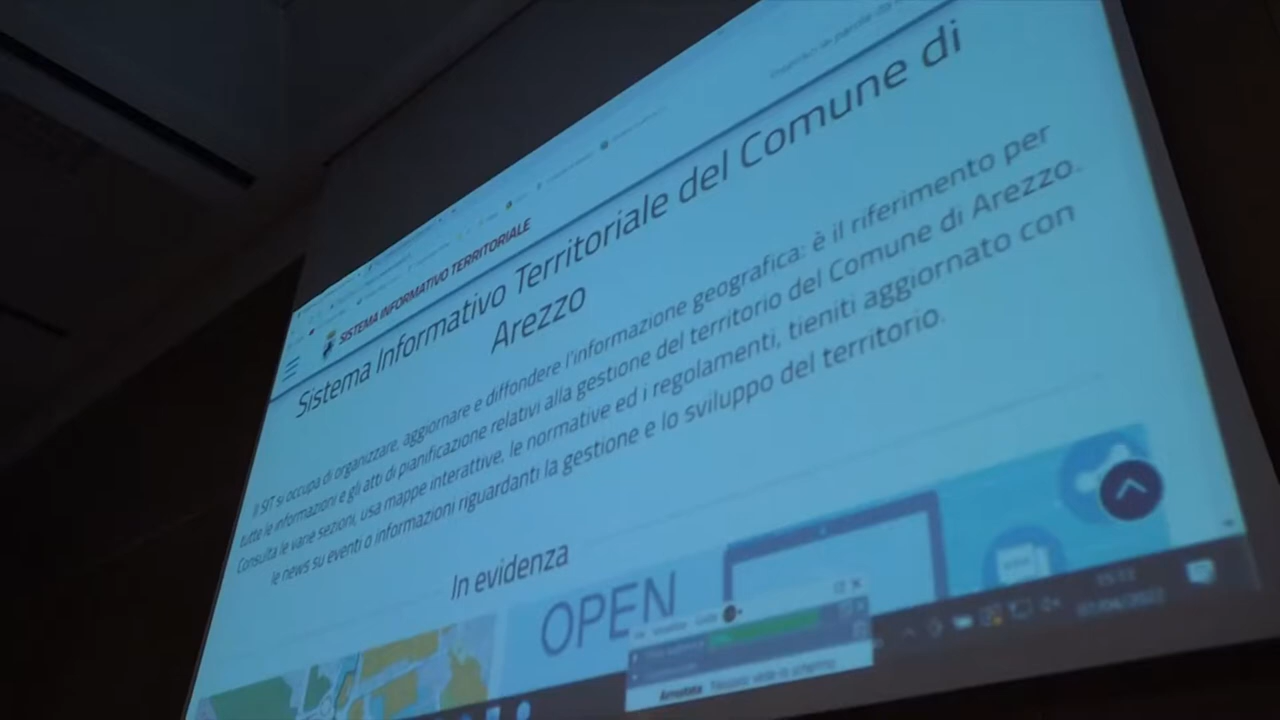 SISTEMA INFORMATIVO TERRITORIALE
Sistema Informativo Territoriale del Comune di
Arezzo
Il SIT si occupa di organizzare, aggiornare e diffondere l'informazione geografica: è il riferimento per
tutte le informazioni e gli atti di pianificazione relativi alla gestione del territorio del Comune di Arezzo.
Consulta le varie sezioni, usa mappe interattive, le normative ed i regolamenti, tieniti aggiornato con
le news su eventi o informazioni riguardanti la gestione e lo sviluppo del territorio.
In evidenza
OPEN